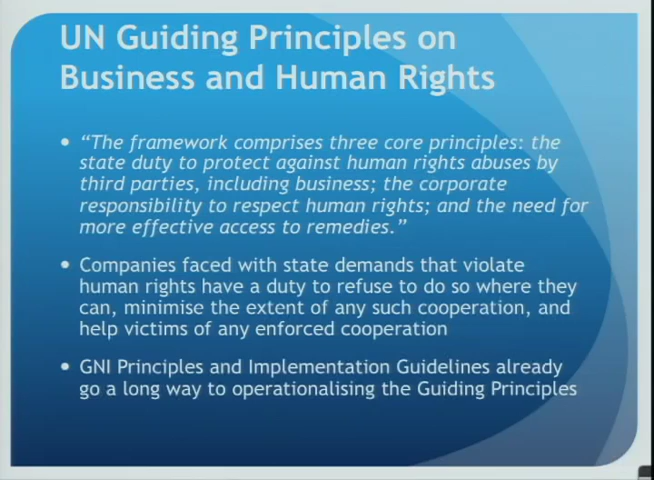 UN Guiding Principles on
Business and Human Rights
• “The framework comprises three core principles: the
state duty to protect against human rights abuses by
third parties, including business; the corporate
responsibility to respect human rights; and the need for
more effective access to remedies.”
• Companies faced with state demands that violate
human rights have a duty to refuse to do so where they
can, minimise the extent of any such cooperation, and
help victims of any enforced cooperation
• GNI Principles and Implementation Guidelines already
go a long way to operationalising the Guiding Principles